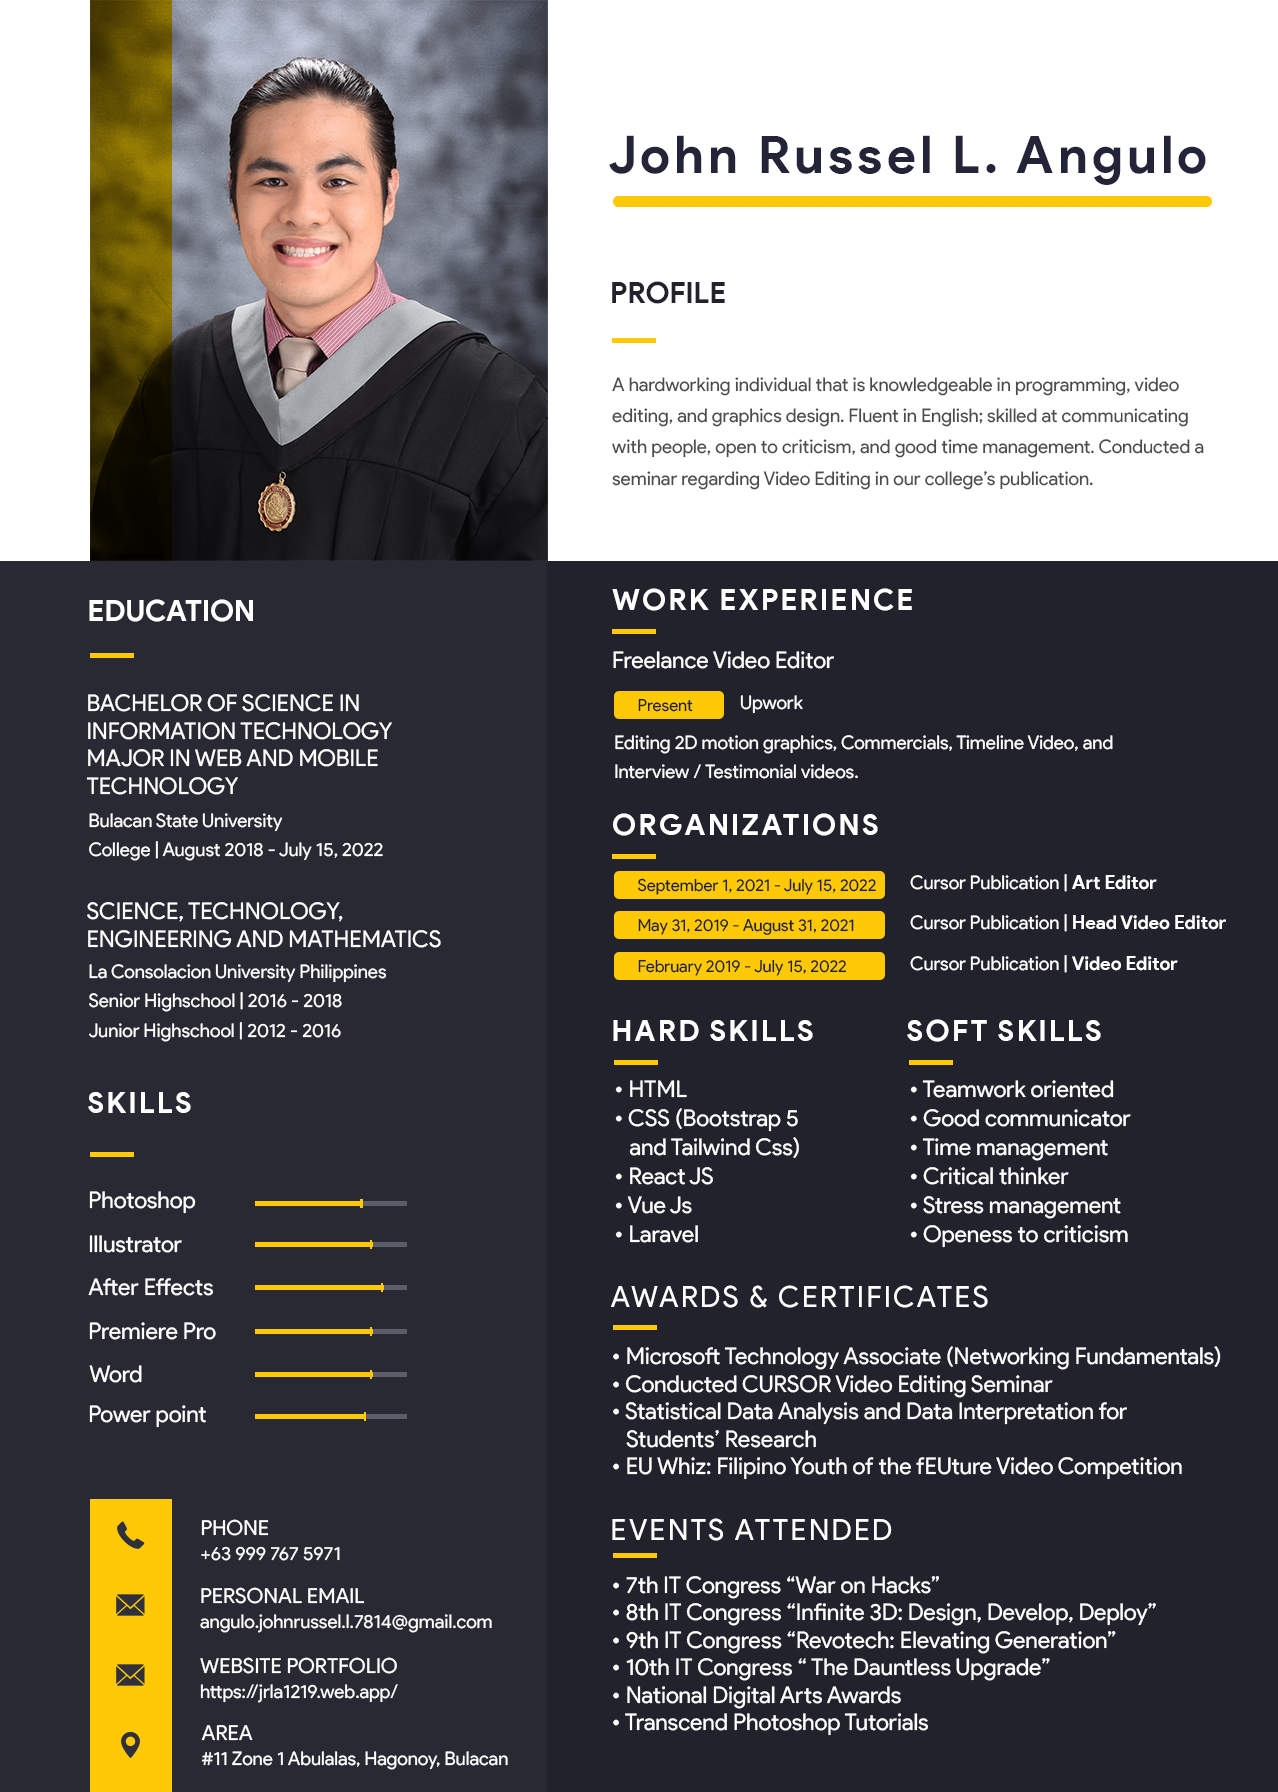 John Russel L. Angulo
PROFILE
A hardworking individual that is knowledgeable in programming, video
editing, and graphics design. Fluent in English; skilled at communicating
with people, open to criticism, and good time management. Conducted a
seminar regarding Video Editing in our college’s publication.
EDUCATION
BACHELOR OF SCIENCE IN
INFORMATION TECHNOLOGY
MAJOR IN WEB AND MOBILE
TECHNOLOGY
Bulacan State University
College | August 2018 - July 15, 2022
SCIENCE, TECHNOLOGY,
ENGINEERING AND MATHEMATICS
La Consolacion University Philippines
Senior Highschool | 2016 - 2018
Junior Highschool | 2012 - 2016
SKILLS
Photoshop
Illustrator
After Effects
Premiere Pro
Word
Power point
PHONE
+63 999 767 5971
PERSONAL EMAIL
angulo.johnrussel.l.7814@gmail.com
WEBSITE PORTFOLIO
https://jrla1219.web.app/
AREA
#11 Zone 1 Abulalas, Hagonoy, Bulacan
WORK EXPERIENCE
Freelance Video Editor
Present Upwork
Editing 2D motion graphics, Commercials, Timeline Video, and
Interview / Testimonial videos.
ORGANIZATIONS
September 1, 2021 - July 15, 2022 Cursor Publication | Art Editor
May 31, 2019 - August 31, 2021 Cursor Publication | Head Video Editor
February 2019 - July 15, 2022 Cursor Publication | Video Editor
HARD SKILLS
• HTML
• CSS (Bootstrap 5
and Tailwind Css)
• React JS
• Vue Js
• Laravel
SOFT SKILLS
• Teamwork oriented
• Good communicator
• Time management
• Critical thinker
• Stress management
• Openess to criticism
AWARDS & CERTIFICATES
• Microsoft Technology Associate (Networking Fundamentals)
• Conducted CURSOR Video Editing Seminar
• Statistical Data Analysis and Data Interpretation for
Students’ Research
• EU Whiz: Filipino Youth of the fEUture Video Competition
EVENTS ATTENDED
• 7th IT Congress “War on Hacks”
• 8th IT Congress “Infinite 3D: Design, Develop, Deploy”
• 9th IT Congress “Revotech: Elevating Generation”
• 10th IT Congress “ The Dauntless Upgrade”
• National Digital Arts Awards
• Transcend Photoshop Tutorials